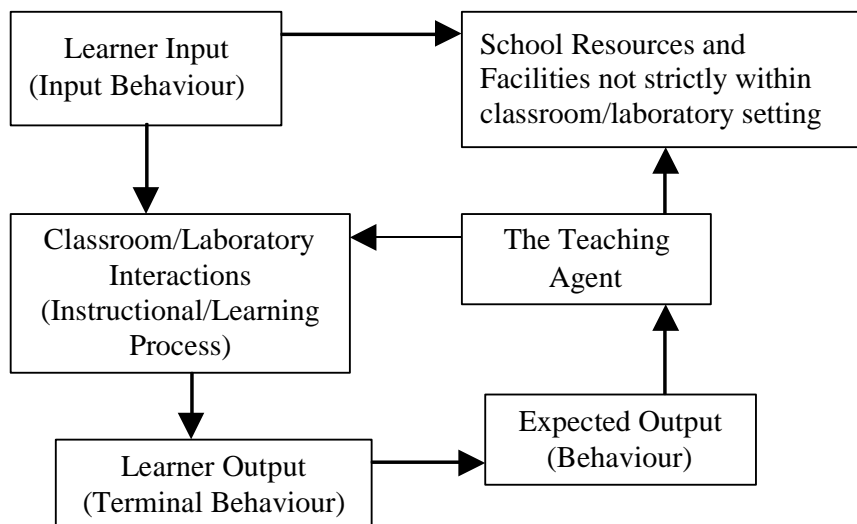 Learner Input
(Input Behaviour)
School Resources and
Facilities not strictly within
classroom/laboratory setting
Classroom/Laboratory
Interactions
(Instructional/Learning
Process)
The Teaching
Agent
Learner Output
(Terminal Behaviour)
Expected Output
(Behaviour)